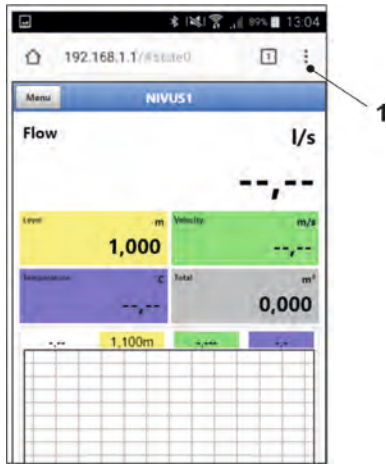 89% 13:04
192.168.1.1/#state0 1
1
Menu NIVUS1
Flow l/s
--,--
Level m Velocity m/s
1,000 --,--
Temperature C Total m³
--,-- 0,000
-,-- 1,100m -,--- -,-